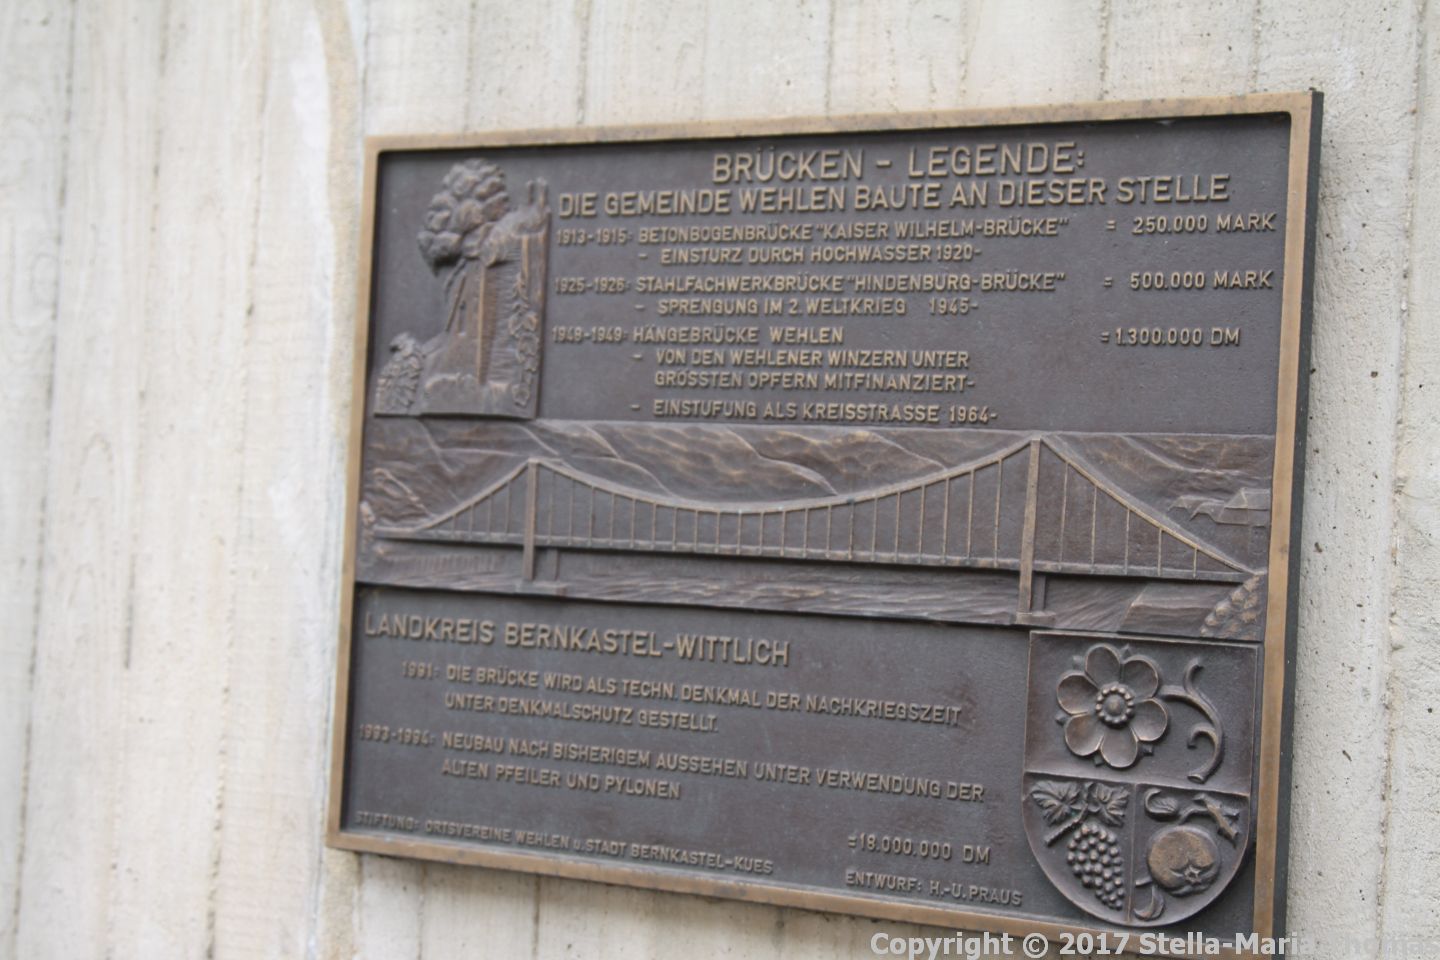 BRÜCKEN - LEGENDE:
DIE GEMEINDE WEHLEN BAUTE AN DIESER STELLE
1913-1915: BETONBOGENBRÜCKE "KAISER WILHELM-BRÜCKE" = 250.000 MARK
- EINSTURZ DURCH HOCHWASSER 1920-
1925-1926: STAHLFACHWERKBRÜCKE "HINDENBURG-BRÜCKE" = 500.000 MARK
- SPRENGUNG IM 2. WELTKRIEG 1945-
1948-1949: HÄNGEBRÜCKE WEHLEN = 1.300.000 DM
- VON DEN WEHLENER WINZERN UNTER
GRÖSSTEN OPFERN MITFINANZIERT-
- EINSTUFUNG ALS KREISSTRASSE 1964-
LANDKREIS BERNKASTEL-WITTLICH
1991: DIE BRÜCKE WIRD ALS TECHN. DENKMAL DER NACHKRIEGSZEIT
UNTER DENKMALSCHUTZ GESTELLT.
1993-1994: NEUBAU NACH BISHERIGEM AUSSEHEN UNTER VERWENDUNG DER
ALTEN PFEILER UND PYLONEN
=18.000.000 DM
STIFTUNG: ORTSVEREINE WEHLEN U. STADT BERNKASTEL-KUES
ENTWURF: H.-U. PRAUS
Copyright © 2017 Stella-Maria Thomas